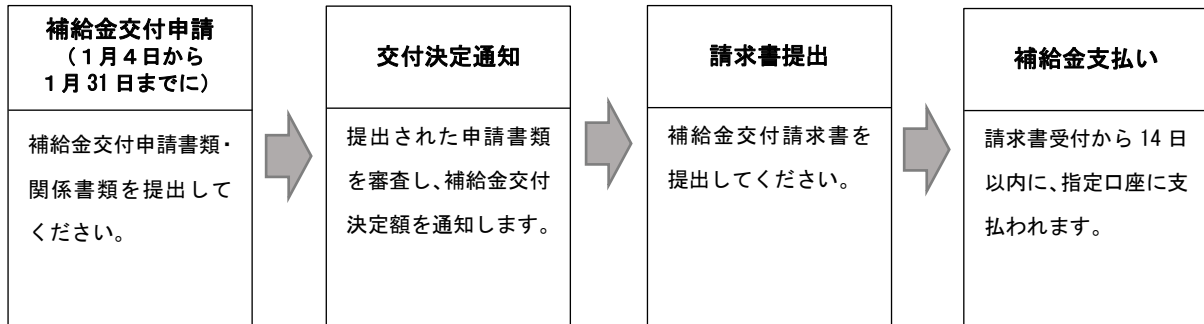 補給金交付申請
（１月４日から
１月31日までに）
補給金交付申請書類・
関係書類を提出して
ください。
交付決定通知
提出された申請書類
を審査し、補給金交付
決定額を通知します。
請求書提出
補給金交付請求書を
提出してください。
補給金支払い
請求書受付から 14 日
以内に、指定口座に支
払われます。